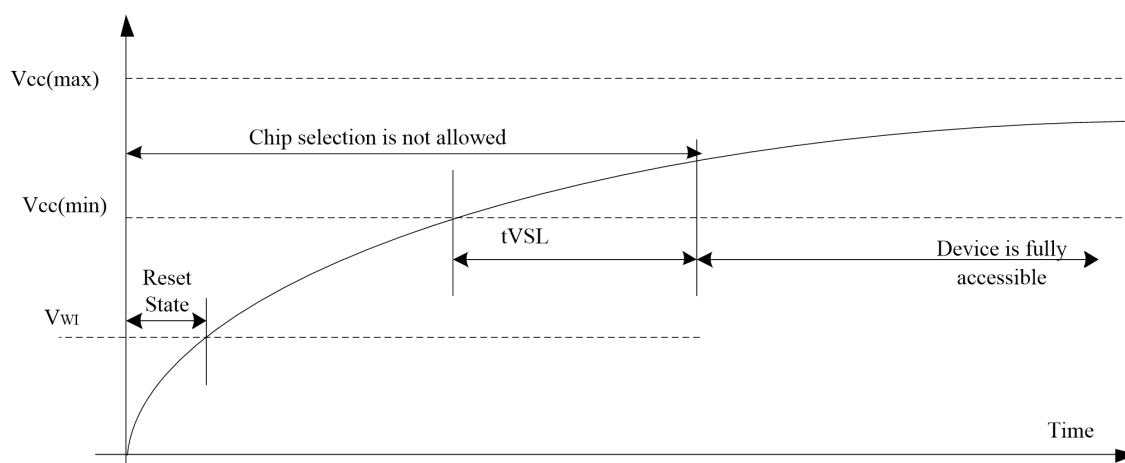 Vcc(max)
Chip selection is not allowed
Vcc(min)
tVSL
Device is fully
accessible
Reset
State
VWI
Time